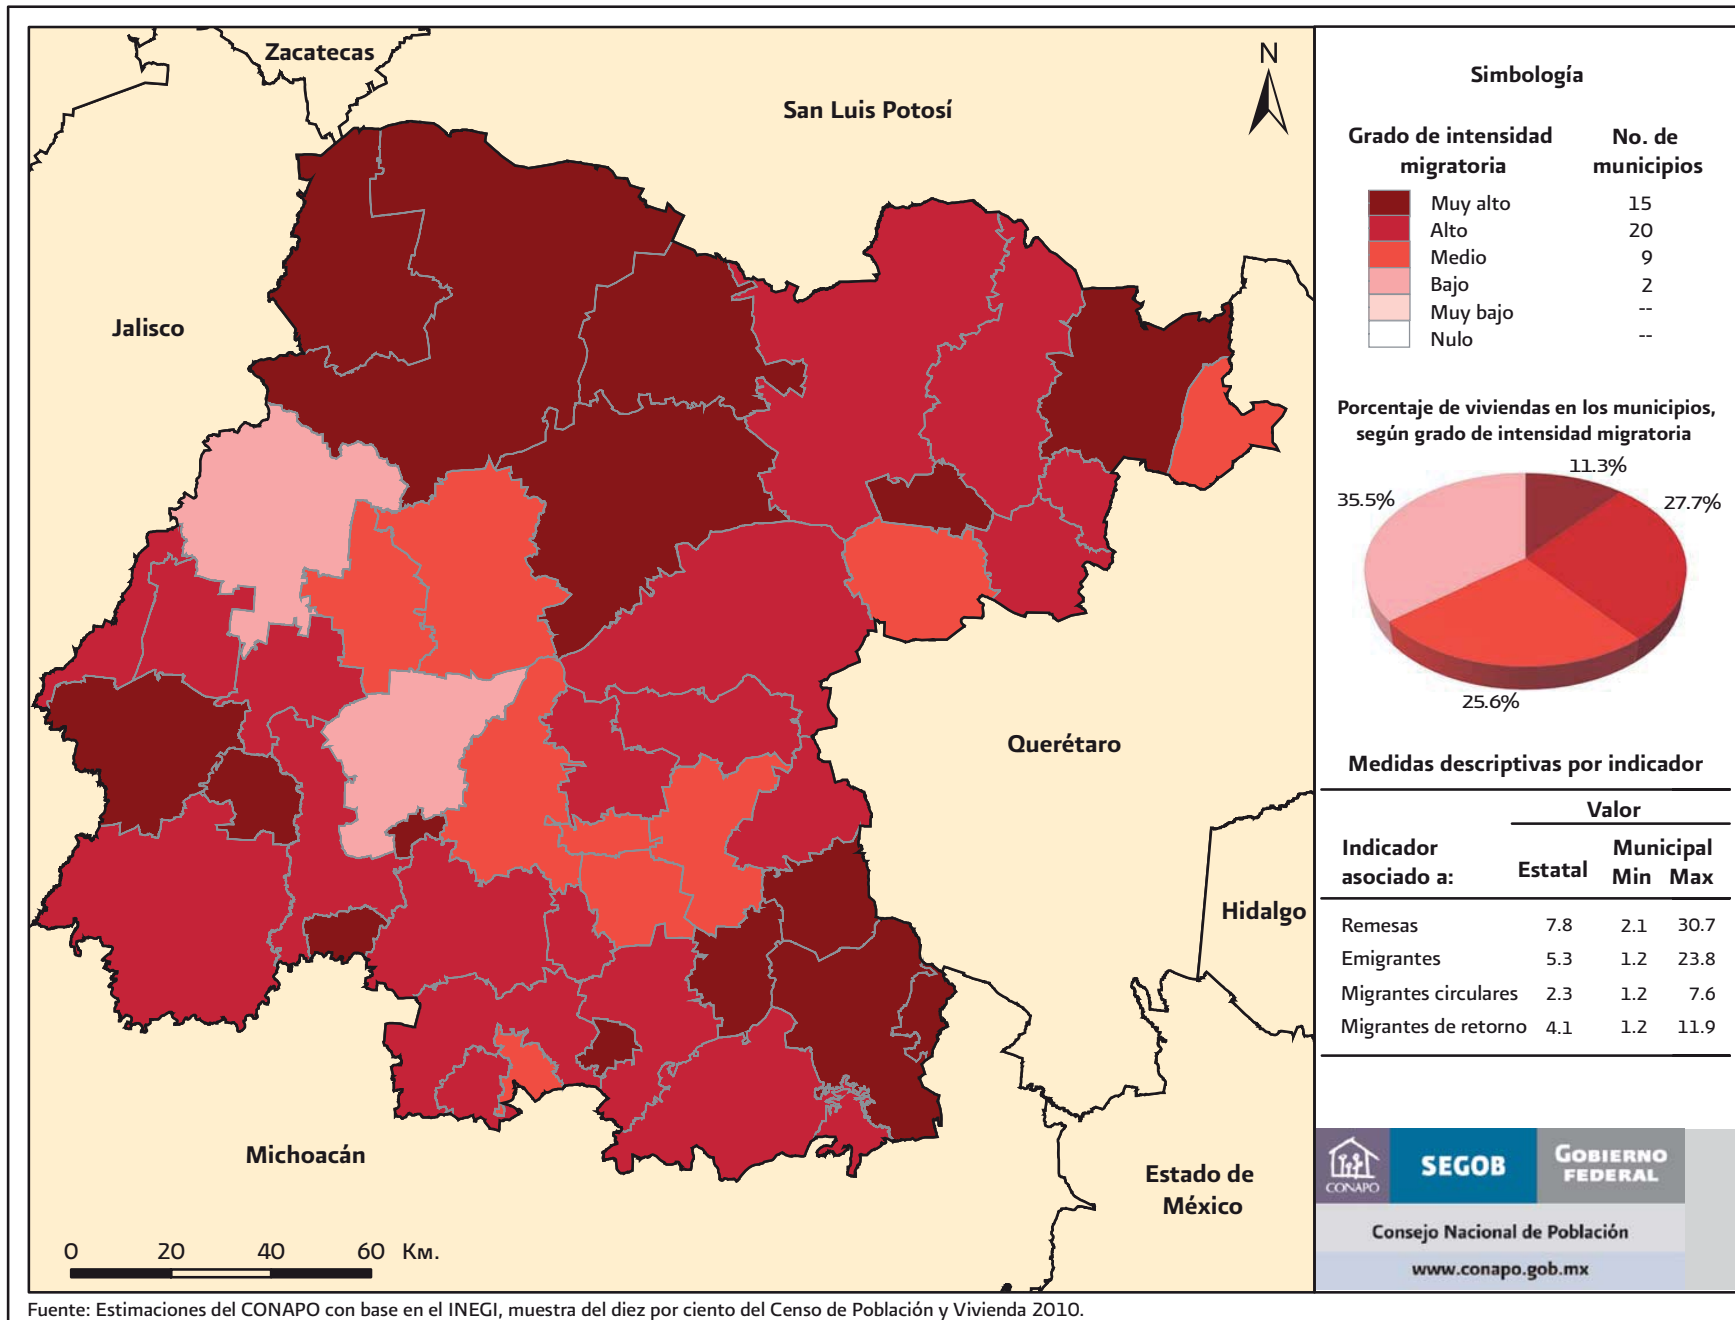 Zacatecas
San Luis Potosí
N
Jalisco
Querétaro
Hidalgo
Michoacán
Estado de
México
0 20 40 60 Km.
Simbología
Grado de intensidad
migratoria
No. de
municipios
Muy alto 15
Alto 20
Medio 9
Bajo 2
Muy bajo --
Nulo --
Porcentaje de viviendas en los municipios,
según grado de intensidad migratoria
11.3%
35.5%
27.7%
25.6%
Medidas descriptivas por indicador
Valor
Indicador
asociado a:
Estatal
Municipal
Min Max
Remesas 7.8 2.1 30.7
Emigrantes 5.3 1.2 23.8
Migrantes circulares 2.3 1.2 7.6
Migrantes de retorno 4.1 1.2 11.9
CONAPO
SEGOB
GOBIERNO
FEDERAL
Consejo Nacional de Población
www.conapo.gob.mx
Fuente: Estimaciones del CONAPO con base en el INEGI, muestra del diez por ciento del Censo de Población y Vivienda 2010.